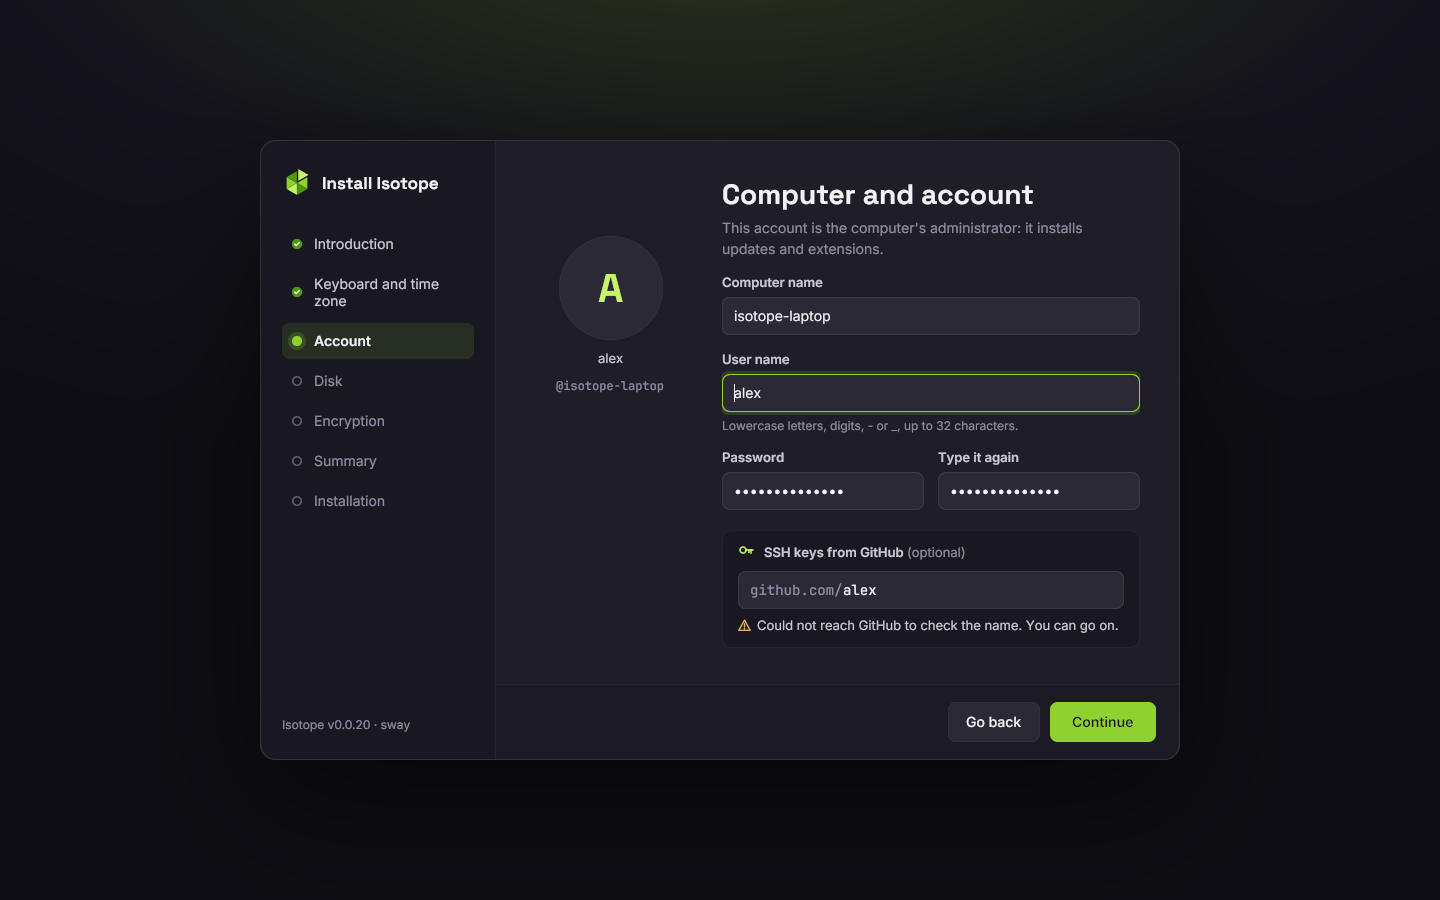 Install Isotope
Introduction
Keyboard and time
zone
Account
Disk
Encryption
Summary
Installation
Isotope v0.0.20 · sway
A
alex
@isotope-laptop
Computer and account
This account is the computer's administrator: it installs
updates and extensions.
Computer name
isotope-laptop
User name
alex
Lowercase letters, digits, - or _, up to 32 characters.
Password
Type it again
••••••••••••••
••••••••••••••
SSH keys from GitHub (optional)
github.com/alex
Could not reach GitHub to check the name. You can go on.
Go back
Continue